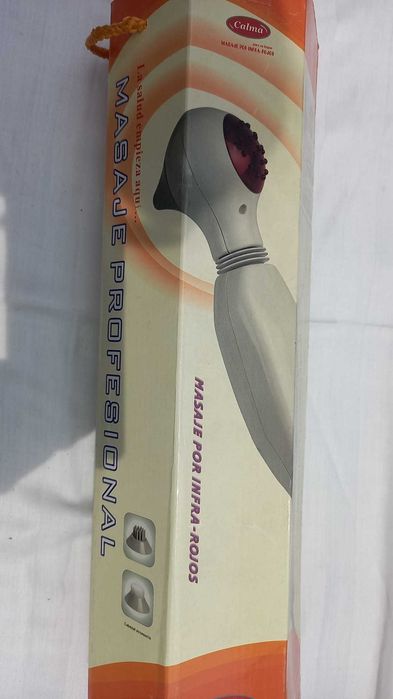 Calma
MASAJE POR INFRA-ROJOS
La salud empieza aquí....
MASAJE PROFESIONAL
MASAJE POR INFRA-ROJOS